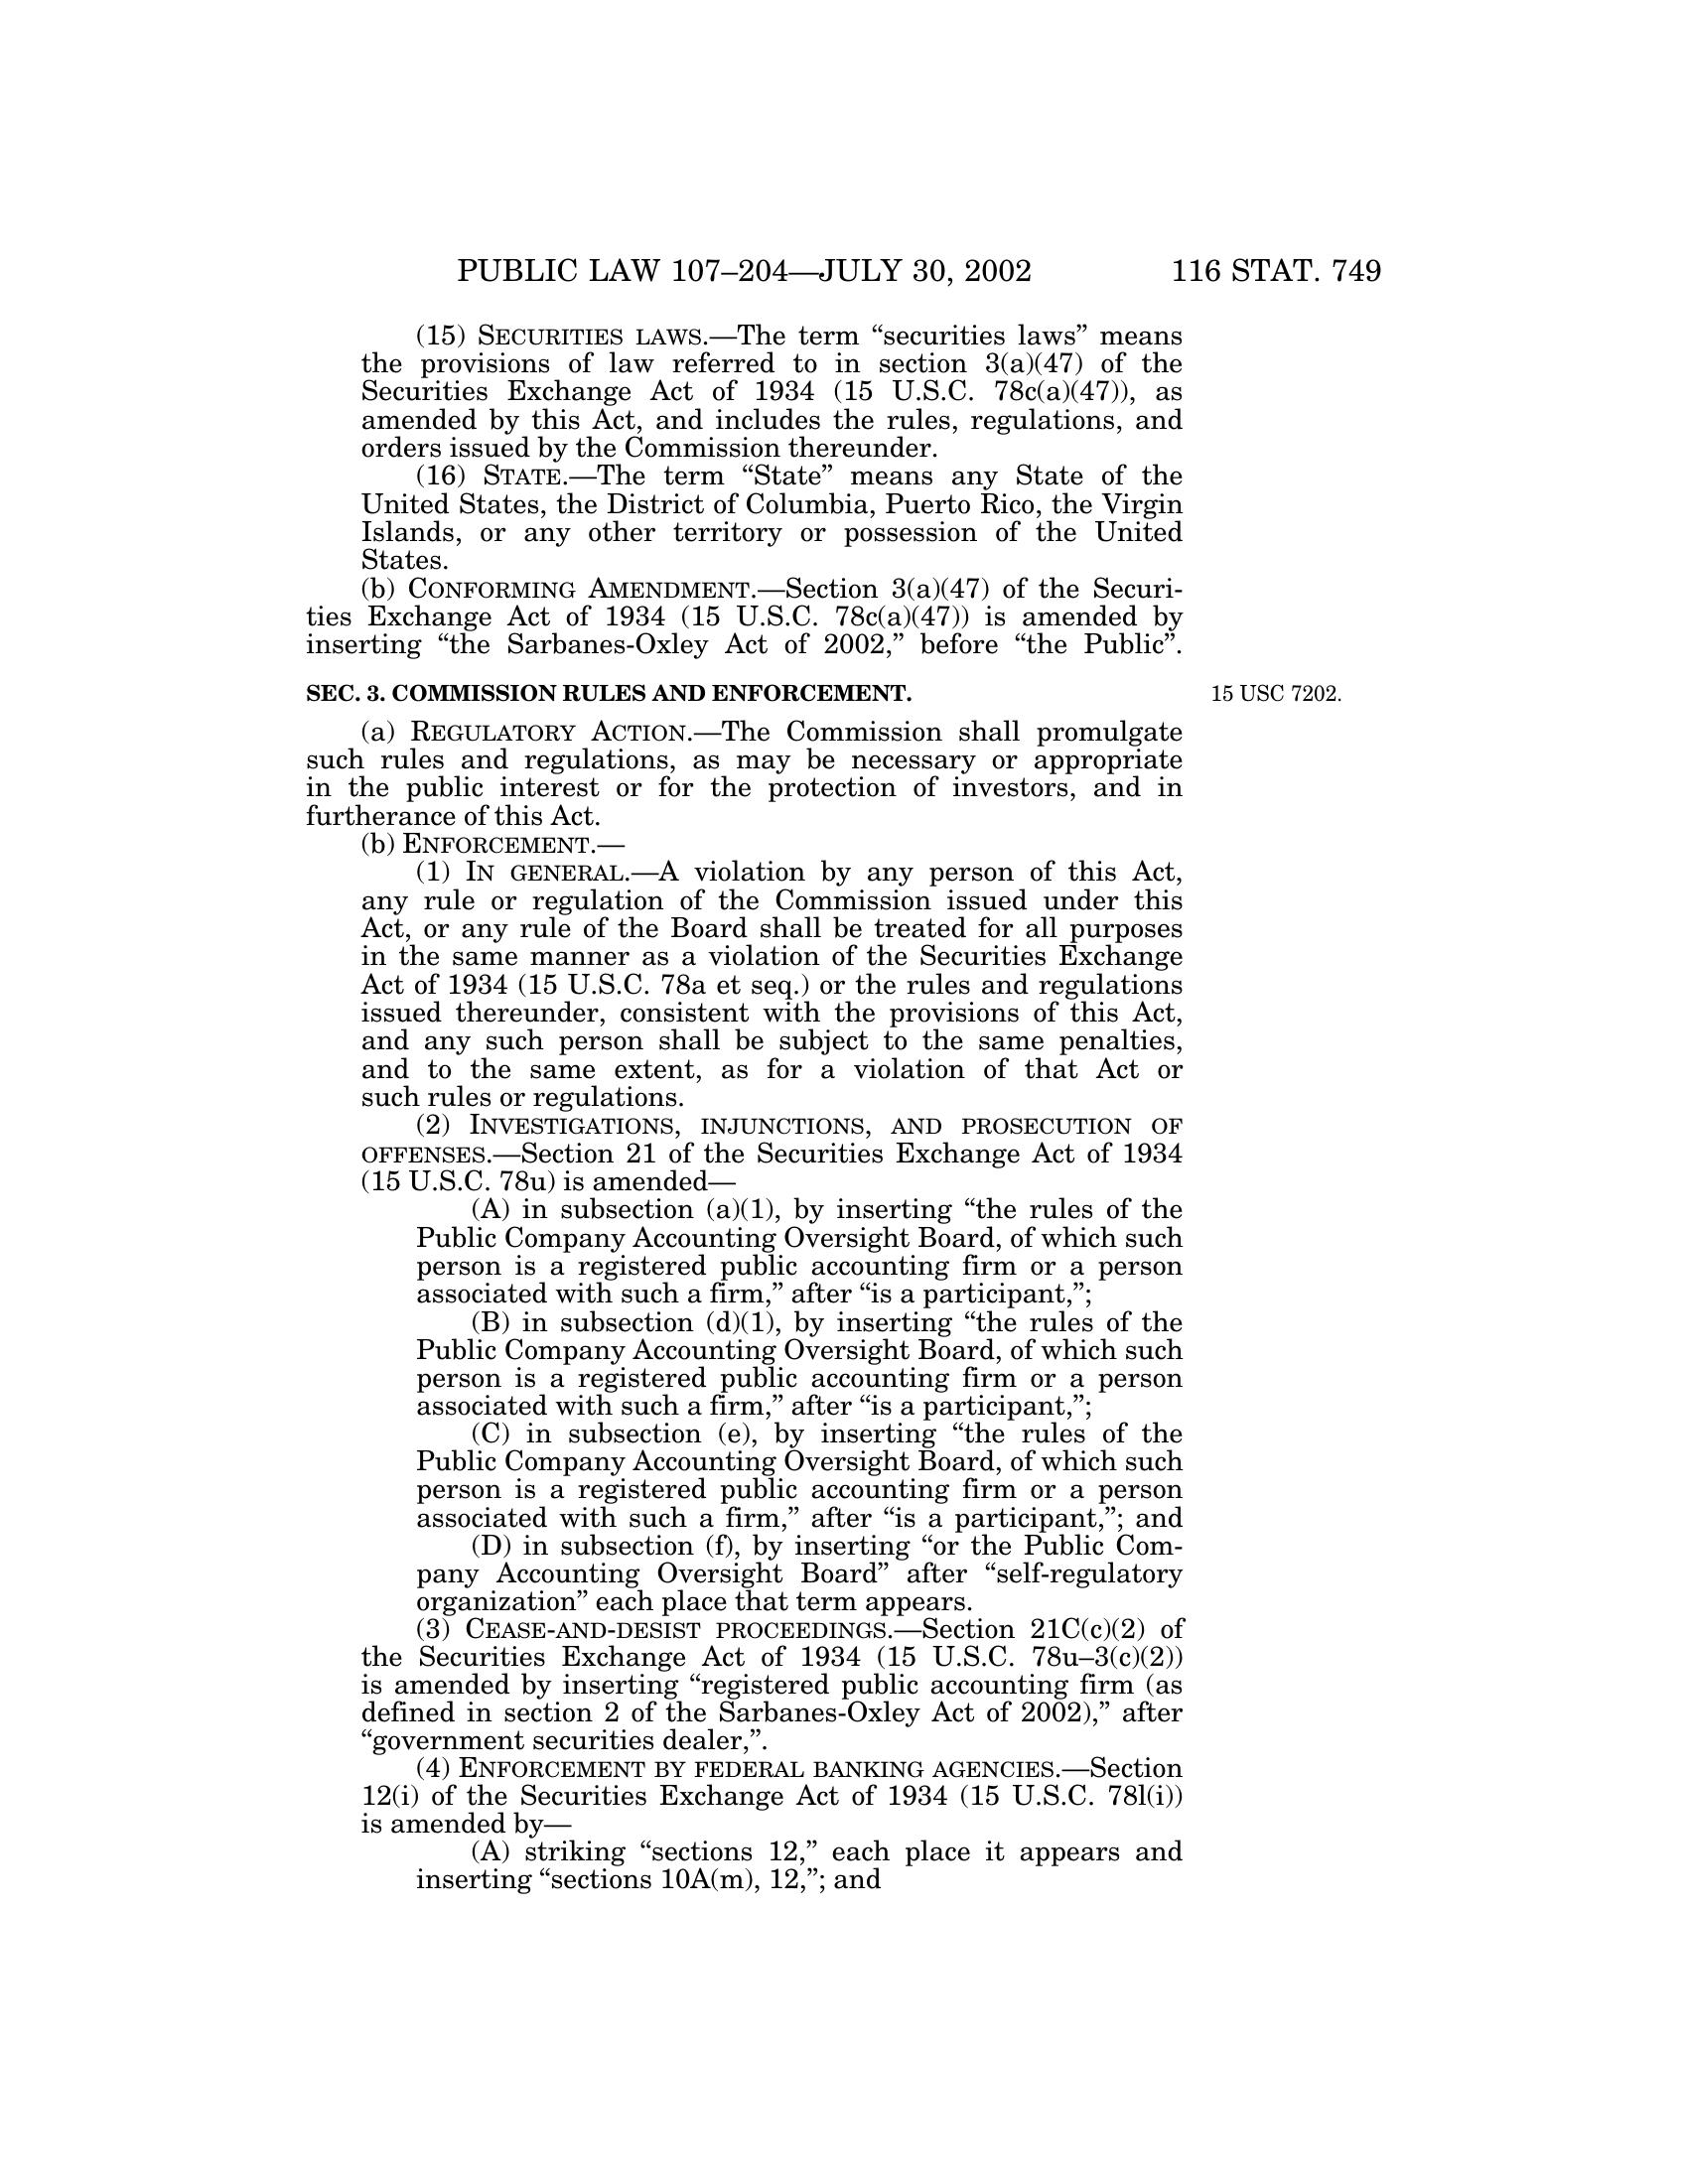 PUBLIC LAW 107–204—JULY 30, 2002 116 STAT. 749
(15) SECURITIES LAWS.—The term “securities laws” means
the provisions of law referred to in section 3(a)(47) of the
Securities Exchange Act of 1934 (15 U.S.C. 78c(a)(47)), as
amended by this Act, and includes the rules, regulations, and
orders issued by the Commission thereunder.
(16) STATE.—The term “State” means any State of the
United States, the District of Columbia, Puerto Rico, the Virgin
Islands, or any other territory or possession of the United
States.
(b) CONFORMING AMENDMENT.—Section 3(a)(47) of the Securi-
ties Exchange Act of 1934 (15 U.S.C. 78c(a)(47)) is amended by
inserting “the Sarbanes-Oxley Act of 2002,” before “the Public”.
SEC. 3. COMMISSION RULES AND ENFORCEMENT. 15 USC 7202.
(a) REGULATORY ACTION.—The Commission shall promulgate
such rules and regulations, as may be necessary or appropriate
in the public interest or for the protection of investors, and in
furtherance of this Act.
(b) ENFORCEMENT.—
(1) IN GENERAL.—A violation by any person of this Act,
any rule or regulation of the Commission issued under this
Act, or any rule of the Board shall be treated for all purposes
in the same manner as a violation of the Securities Exchange
Act of 1934 (15 U.S.C. 78a et seq.) or the rules and regulations
issued thereunder, consistent with the provisions of this Act,
and any such person shall be subject to the same penalties,
and to the same extent, as for a violation of that Act or
such rules or regulations.
(2) INVESTIGATIONS, INJUNCTIONS, AND PROSECUTION OF
OFFENSES.—Section 21 of the Securities Exchange Act of 1934
(15 U.S.C. 78u) is amended—
(A) in subsection (a)(1), by inserting “the rules of the
Public Company Accounting Oversight Board, of which such
person is a registered public accounting firm or a person
associated with such a firm,” after “is a participant,”;
(B) in subsection (d)(1), by inserting “the rules of the
Public Company Accounting Oversight Board, of which such
person is a registered public accounting firm or a person
associated with such a firm,” after “is a participant,”;
(C) in subsection (e), by inserting “the rules of the
Public Company Accounting Oversight Board, of which such
person is a registered public accounting firm or a person
associated with such a firm,” after “is a participant,”; and
(D) in subsection (f), by inserting “or the Public Com-
pany Accounting Oversight Board” after “self-regulatory
organization” each place that term appears.
(3) CEASE-AND-DESIST PROCEEDINGS.—Section 21C(c)(2) of
the Securities Exchange Act of 1934 (15 U.S.C. 78u–3(c)(2))
is amended by inserting “registered public accounting firm (as
defined in section 2 of the Sarbanes-Oxley Act of 2002),” after
“government securities dealer,”.
(4) ENFORCEMENT BY FEDERAL BANKING AGENCIES.—Section
12(i) of the Securities Exchange Act of 1934 (15 U.S.C. 78l(i))
is amended by—
(A) striking “sections 12,” each place it appears and
inserting “sections 10A(m), 12,”; and